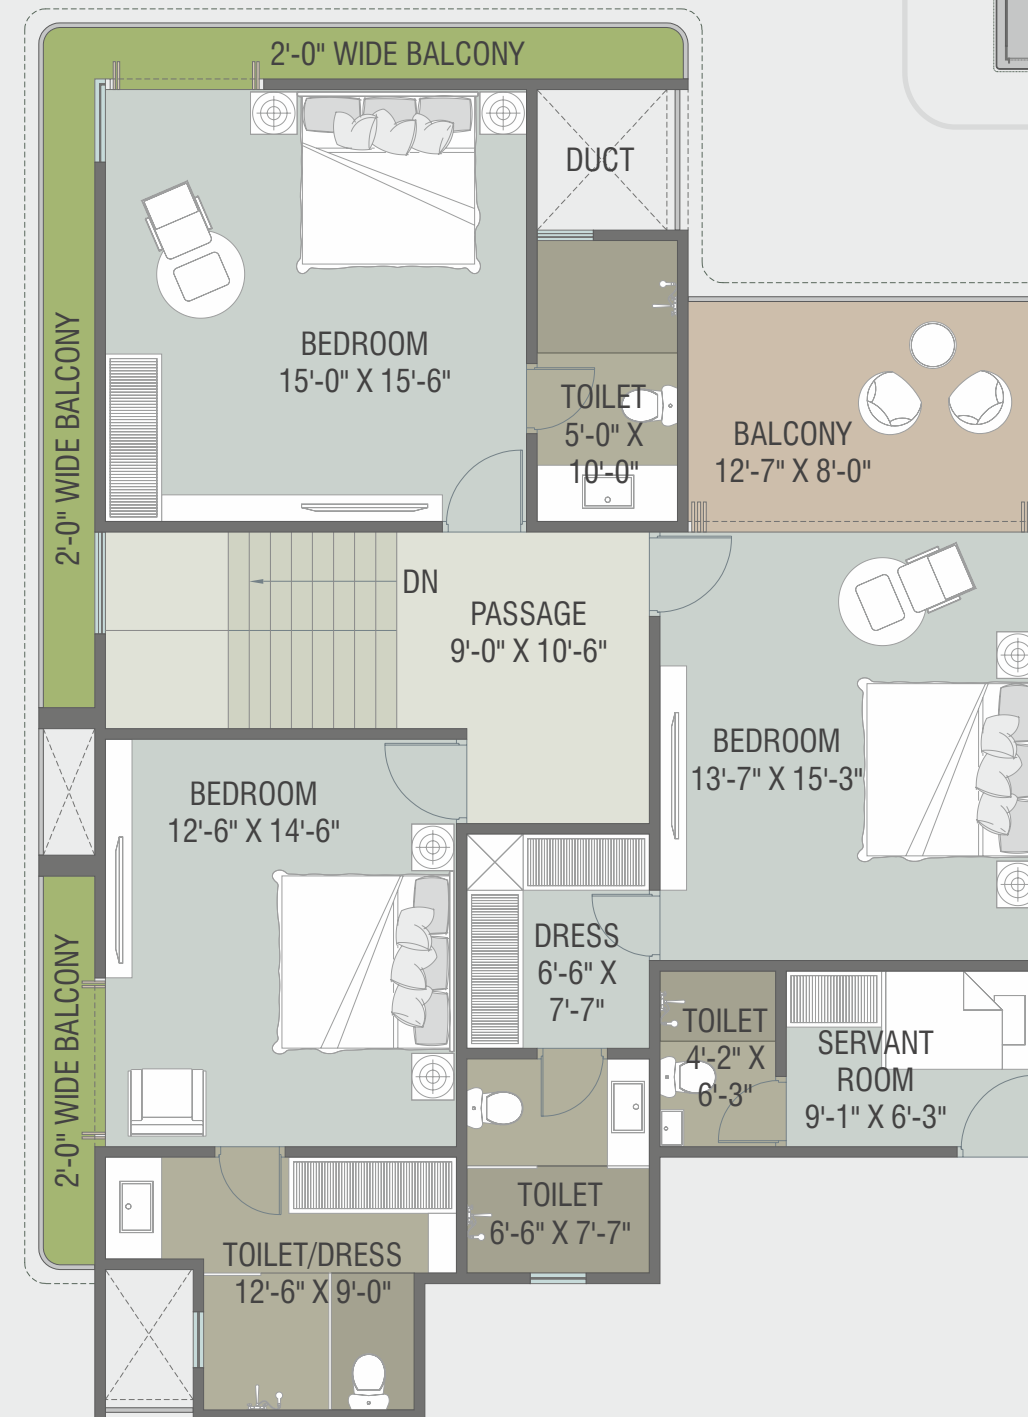 2'-0" WIDE BALCONY
DUCT
2'-0" WIDE BALCONY
BEDROOM
15'-0" X 15'-6"
TOILET
5'-0" X
10'-0"
BALCONY
12'-7" X 8'-0"
DN
PASSAGE
9'-0" X 10'-6"
BEDROOM
13'-7" X 15'-3"
BEDROOM
12'-6" X 14'-6"
2'-0" WIDE BALCONY
DRESS
6'-6" X
7'-7"
TOILET
4'-2" X
6'-3"
SERVANT
ROOM
9'-1" X 6'-3"
TOILET
6'-6" X 7'-7"
TOILET/DRESS
12'-6" X 9'-0"